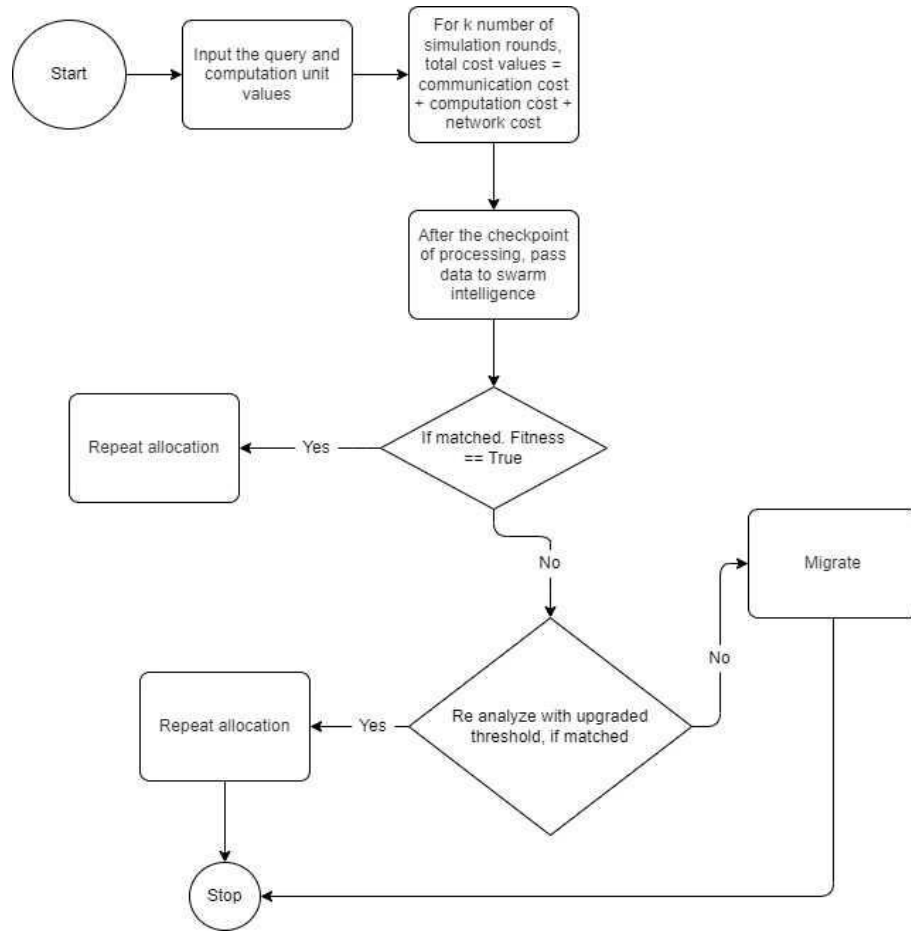 Start
Input the query and
computation unit
values
For k number of
simulation rounds,
total cost values =
communication cost
+ computation cost +
network cost
After the checkpoint
of processing, pass
data to swarm
intelligence
If matched. Fitness
== True
Yes
Repeat allocation
No
Migrate
No
Re analyze with upgraded
threshold, if matched
Yes
Repeat allocation
Stop